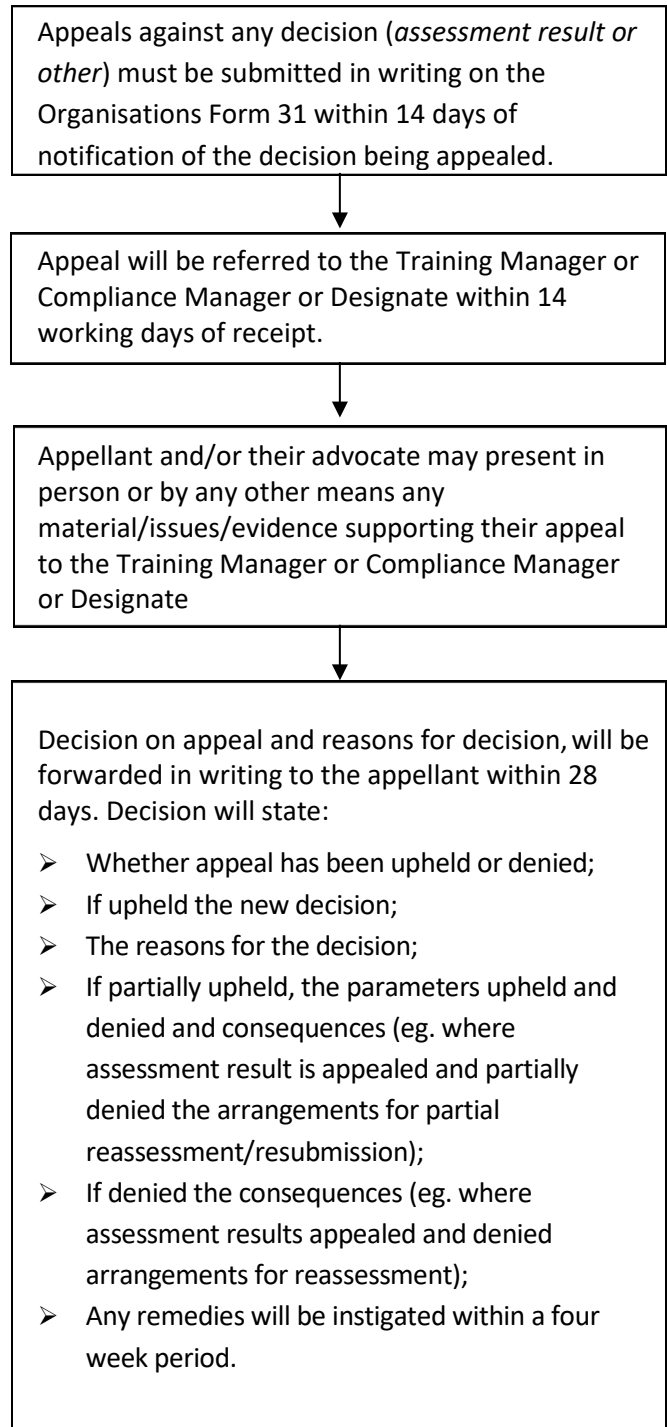 Appeals against any decision (assessment result or
other) must be submitted in writing on the
Organisations Form 31 within 14 days of
notification of the decision being appealed.
Appeal will be referred to the Training Manager or
Compliance Manager or Designate within 14
working days of receipt.
Appellant and/or their advocate may present in
person or by any other means any
material/issues/evidence supporting their appeal
to the Training Manager or Compliance Manager
or Designate
Decision on appeal and reasons for decision, will be
forwarded in writing to the appellant within 28
days. Decision will state:
➢ Whether appeal has been upheld or denied;
➢ If upheld the new decision;
➢ The reasons for the decision;
➢ If partially upheld, the parameters upheld and
denied and consequences (eg. where
assessment result is appealed and partially
denied the arrangements for partial
reassessment/resubmission);
➢ If denied the consequences (eg. where
assessment results appealed and denied
arrangements for reassessment);
➢ Any remedies will be instigated within a four
week period.